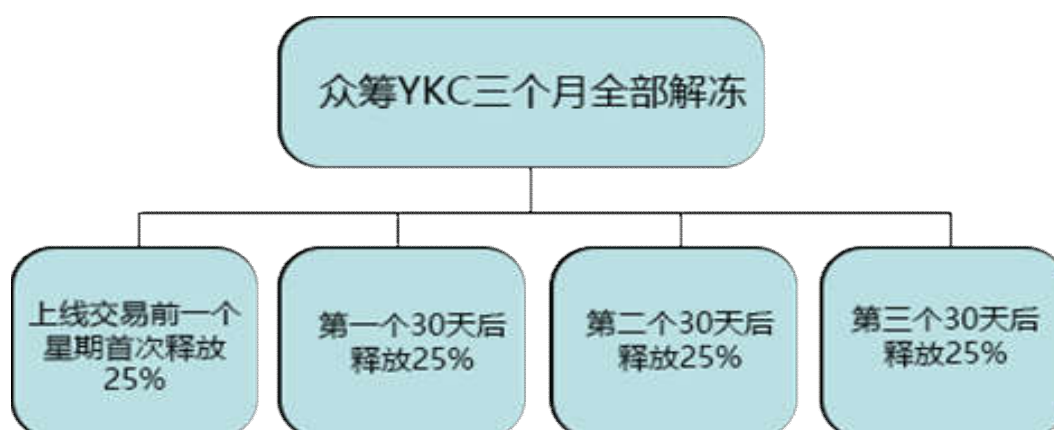 众筹YKC三个月全部解冻
上线交易前一个
星期首次释放
25%
第一个30天后
释放25%
第二个30天后
释放25%
第三个30天后
释放25%